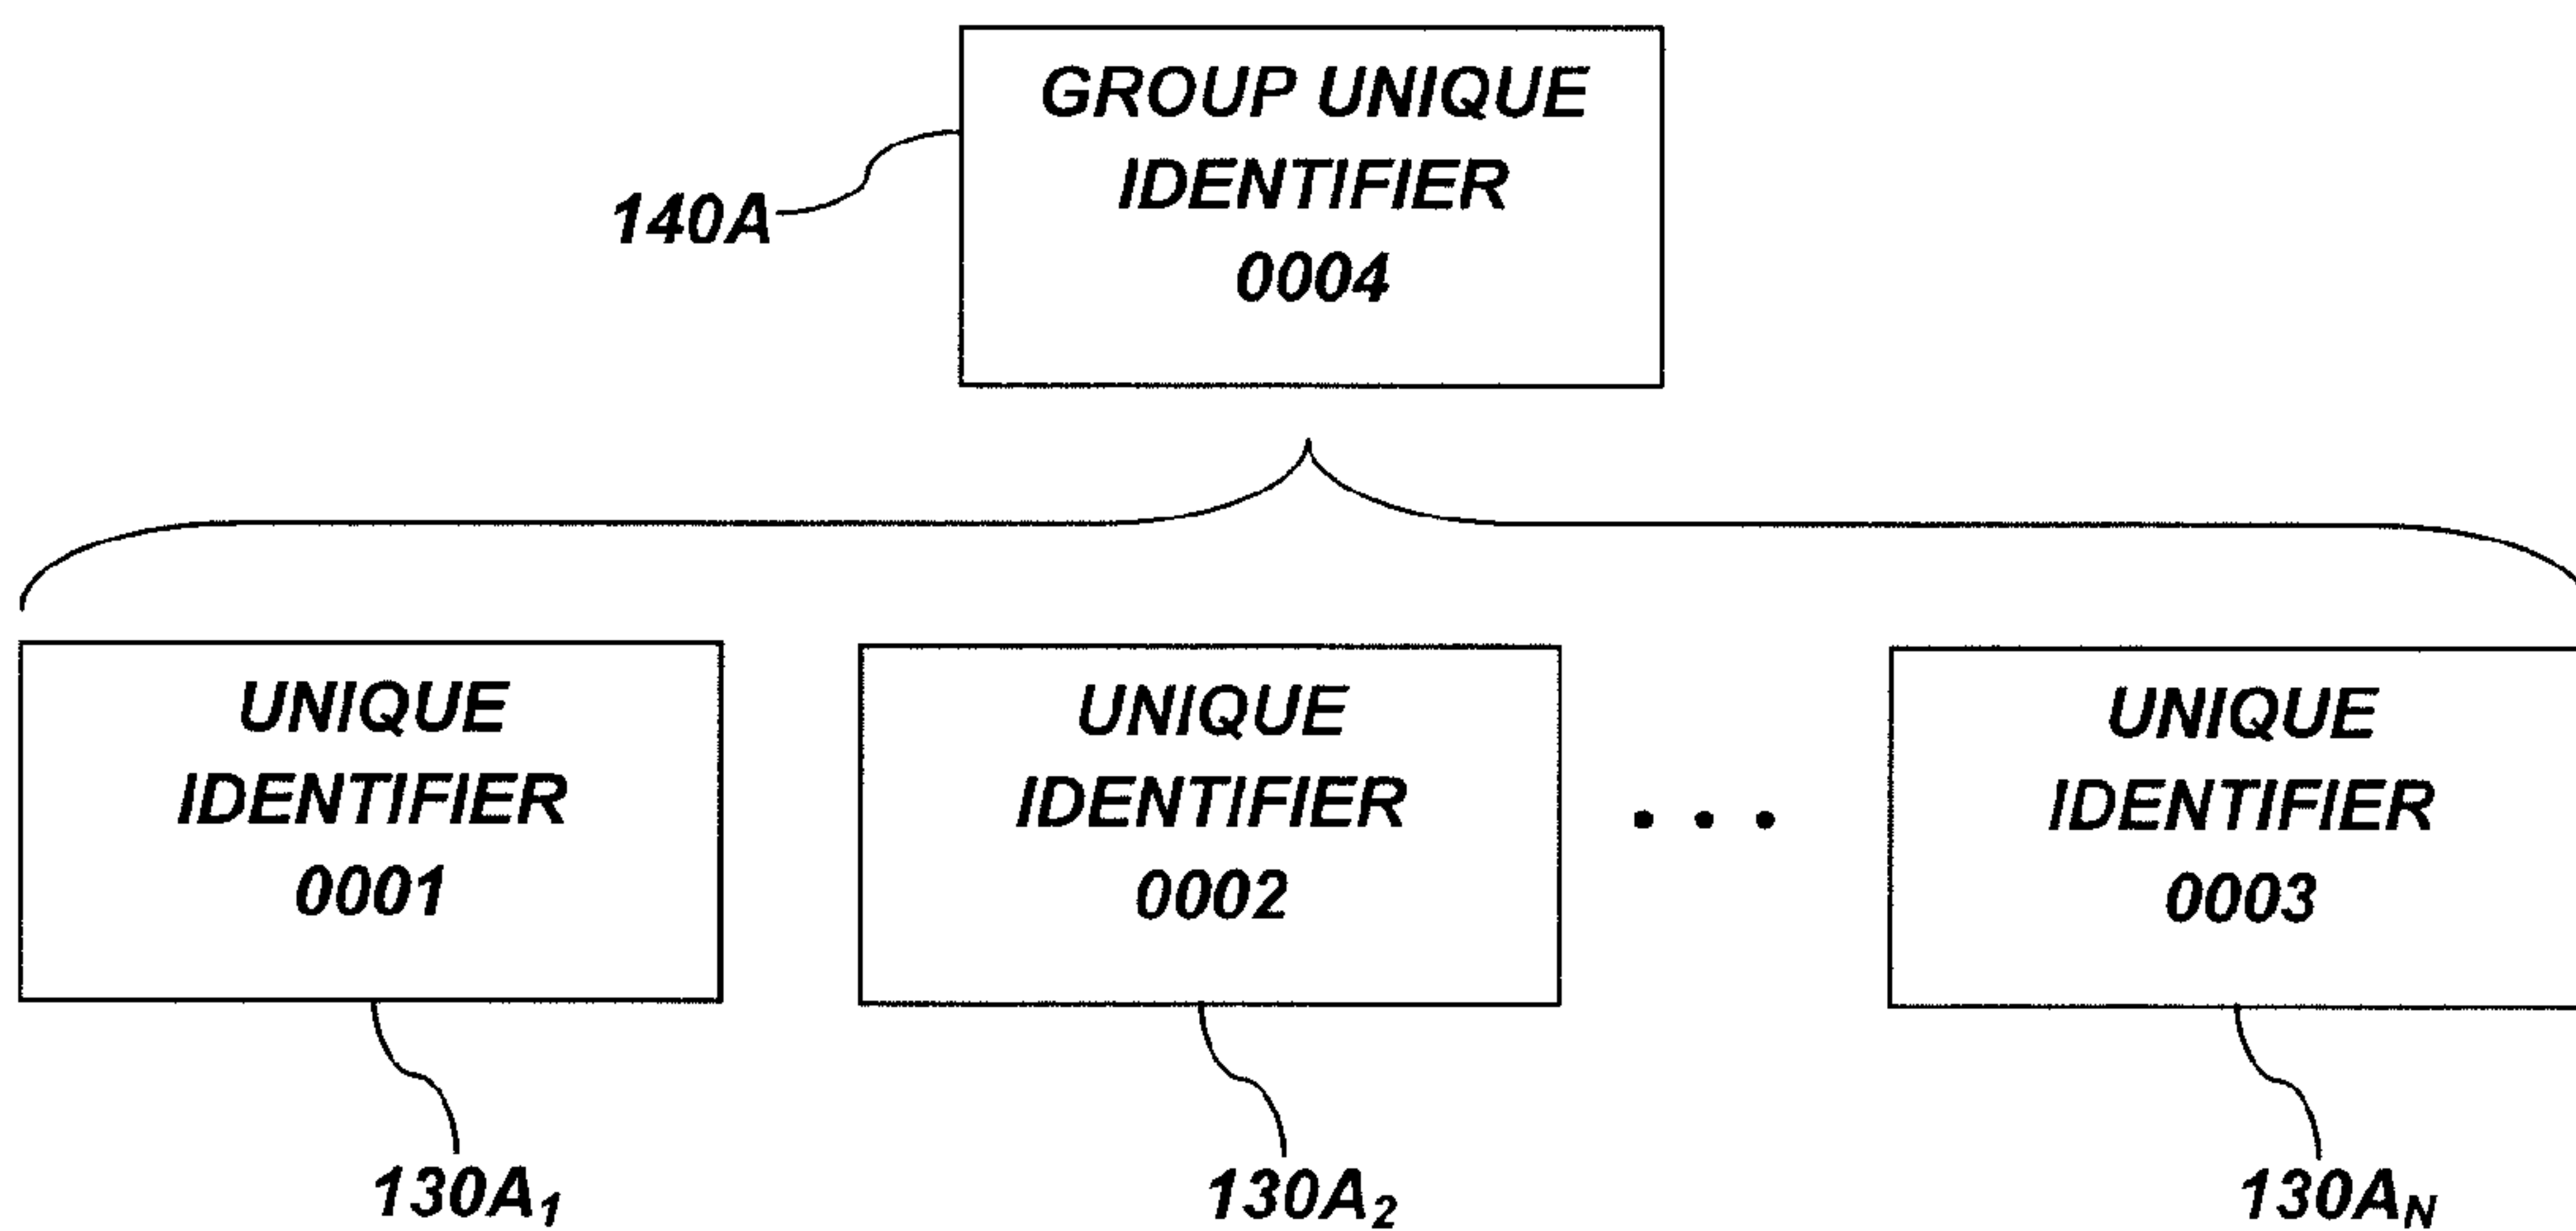 GROUP UNIQUE
IDENTIFIER
0004
140A
UNIQUE
IDENTIFIER
0001
UNIQUE
IDENTIFIER
0002
. . .
UNIQUE
IDENTIFIER
0003
130A₁
130A₂
130Aₙ